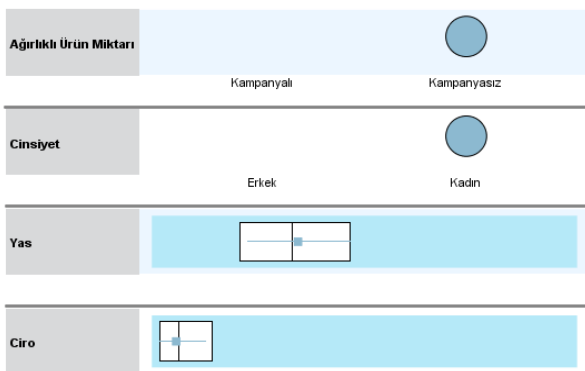 Ağırlıklı Ürün Miktarı
Kampanyalı Kampanyasız
Cinsiyet
Erkek Kadın
Yas
Ciro